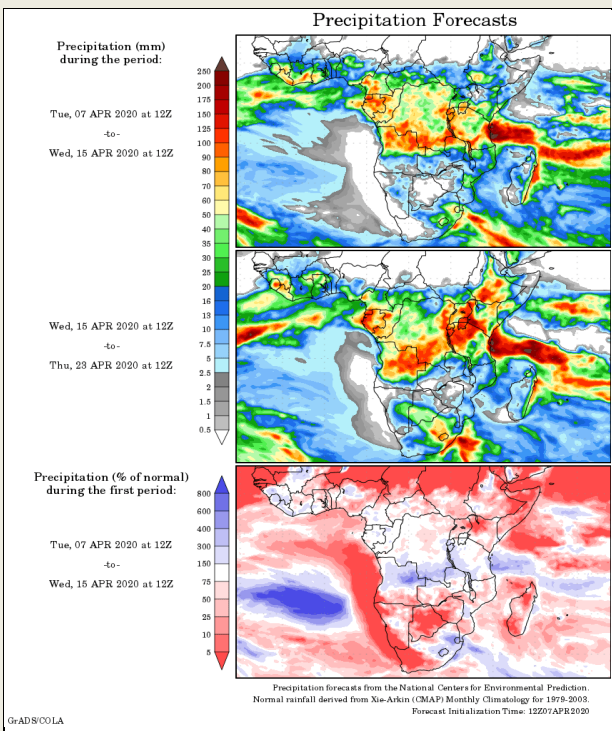 Precipitation Forecasts
Precipitation (mm)
during the period:
Tue, 07 APR 2020 at 12Z
-to-
Wed, 15 APR 2020 at 12Z
250
200
175
150
125
100
90
80
70
60
50
40
35
30
25
20
16
13
10
7.5
5
2.5
2
1.5
1
0.5
Wed, 15 APR 2020 at 12Z
-to-
Thu, 23 APR 2020 at 12Z
Precipitation (% of normal)
during the first period:
Tue, 07 APR 2020 at 12Z
-to-
Wed, 15 APR 2020 at 12Z
800
600
400
300
150
75
50
25
10
5
Precipitation forecasts from the National Centers for Environmental Prediction.
Normal rainfall derived from Xie-Arkin (CMAP) Monthly Climatology for 1979-2003.
Forecast Initialization Time: 12Z07APR2020
GrADS/COLA